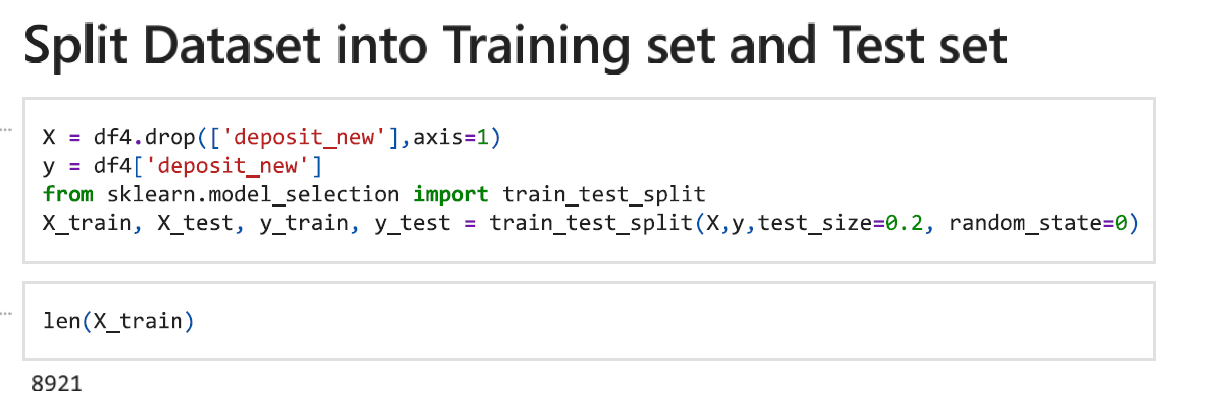 Split Dataset into Training set and Test set
X = df4.drop(['deposit_new'],axis=1)
y = df4['deposit_new']
from sklearn.model_selection import train_test_split
X_train, X_test, y_train, y_test = train_test_split(X,y,test_size=0.2, random_state=0)
len(X_train)
8921